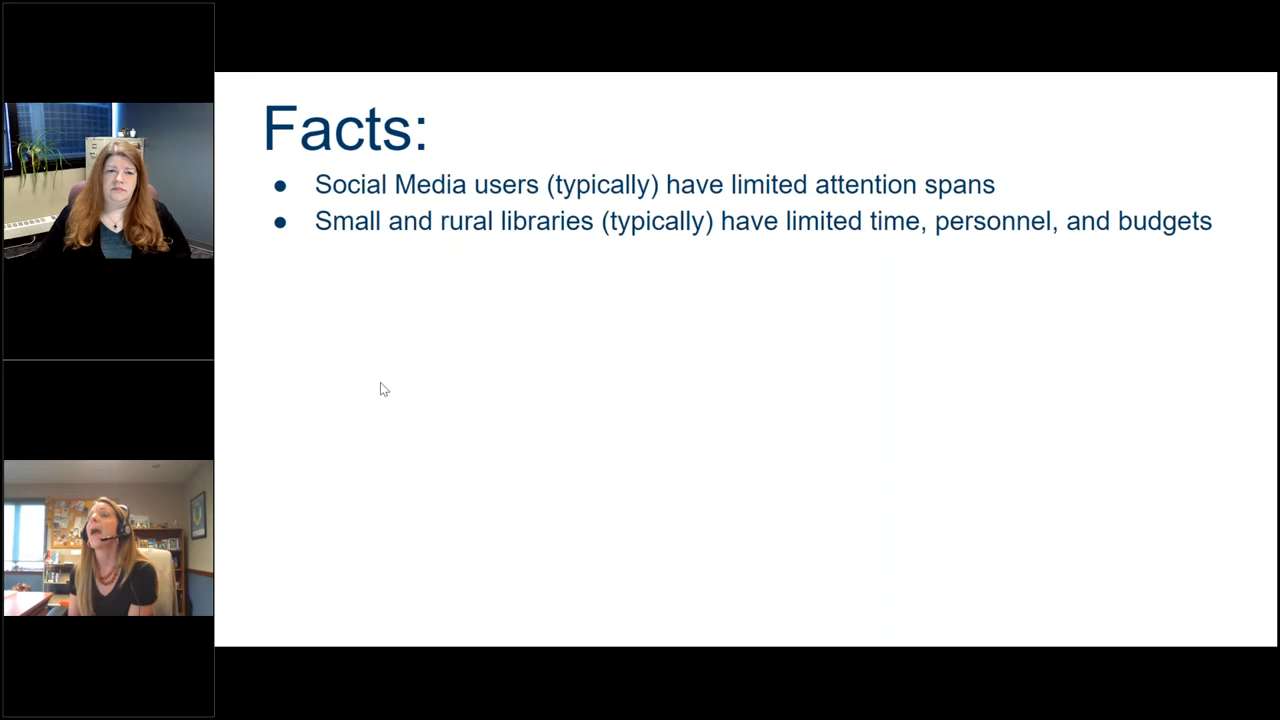 Facts:
● Social Media users (typically) have limited attention spans
● Small and rural libraries (typically) have limited time, personnel, and budgets